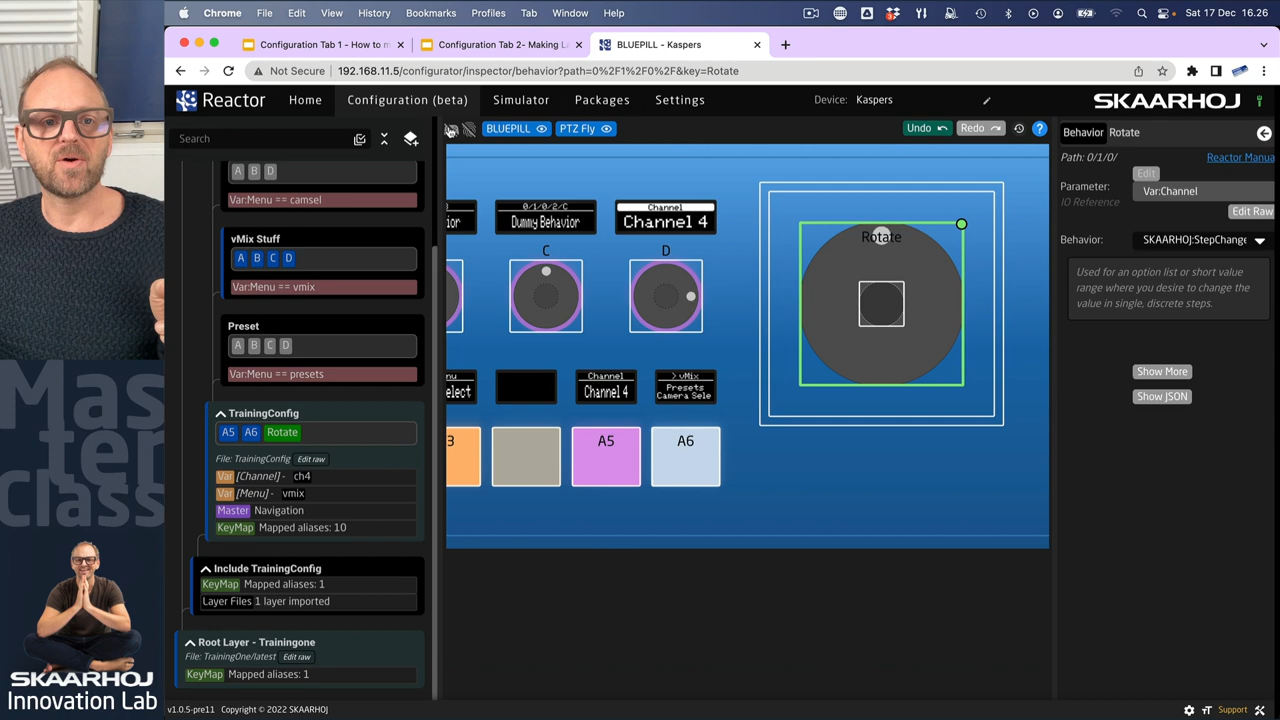 Chrome File Edit View History Bookmarks Profiles Tab Window Help Sat 17 Dec 16.26
Configuration Tab 1 - How to m
Configuration Tab 2- Making L
BLUEPILL - Kaspers
Not Secure 192.168.11.5/configurator/inspector/behavior?path=0%2F1%2F0%2F&key=Rotate
Reactor Home Configuration (beta) Simulator Packages Settings Device: Kaspers SKAARHOJ
Search
BLUEPILL PTZ Fly Undo Redo ?
A B D
Var:Menu == camsel
vMix Stuff
A B C D
Var:Menu == vmix
Preset
A B C D
Var:Menu == presets
TrainingConfig
A5 A6 Rotate
File: TrainingConfig Edit raw
Var [Channel] - ch4
Var [Menu] - vmix
Master Navigation
KeyMap Mapped aliases: 10
Include TrainingConfig
KeyMap Mapped aliases: 1
Layer Files 1 layer imported
Root Layer - Trainingone
File: TrainingOne/latest Edit raw
KeyMap Mapped aliases: 1
0/1/0/2/C
Dummy Behavior
Channel
Channel 4
C
D
Rotate
Channel
Channel 4
> vMix
Presets
Camera Sele
3
A5
A6
Behavior Rotate
Path: 0/1/0/ Reactor Manua
Edit
Parameter: Var:Channel
IO Reference
Edit Raw
Behavior: SKAARHOJ:StepChange
Used for an option list or short value
range where you desire to change the
value in single, discrete steps.
Show More
Show JSON
Mas
ter
Class
SKAARHOJ
Innovation Lab
v1.0.5-pre11 Copyright © 2022 SKAARHOJ
Support